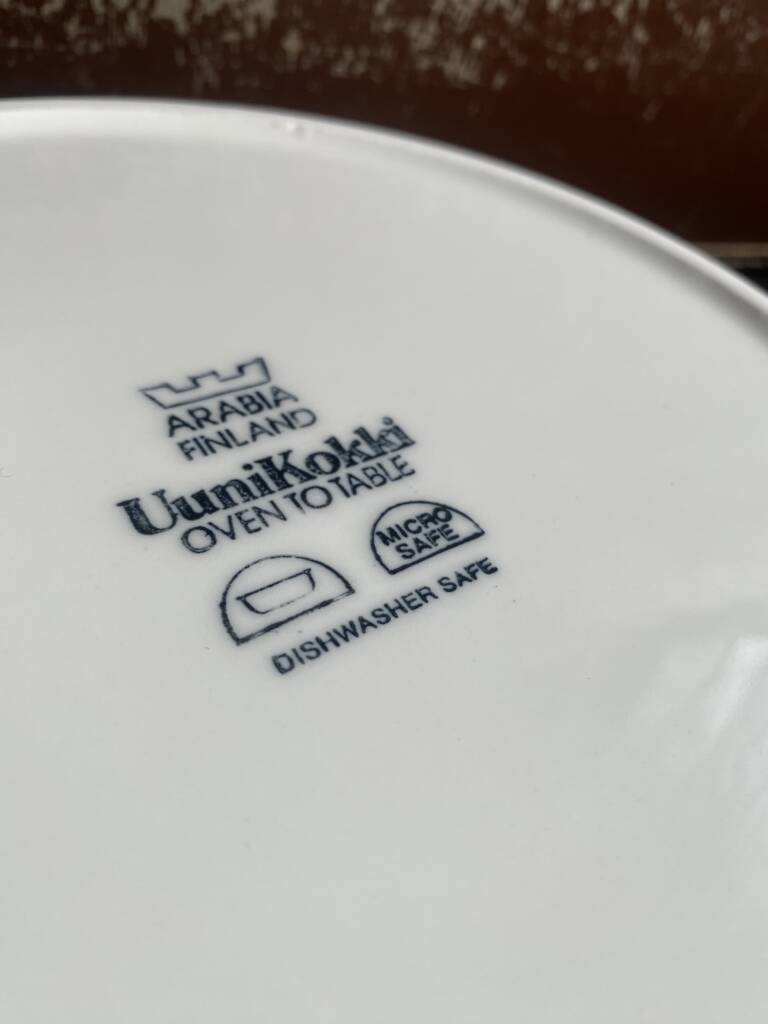 ARABIA
FINLAND
UuniKokki
OVEN TO TABLE
MICRO
SAFE
DISHWASHER SAFE